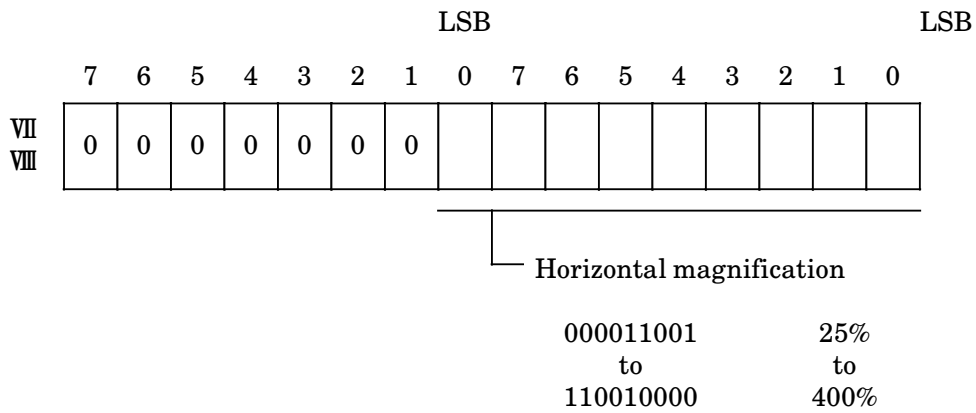 LSB LSB
7 6 5 4 3 2 1 0 7 6 5 4 3 2 1 0
Ⅶ
0 0 0 0 0 0 0
Ⅷ
Horizontal magnification
000011001 25%
to to
110010000 400%